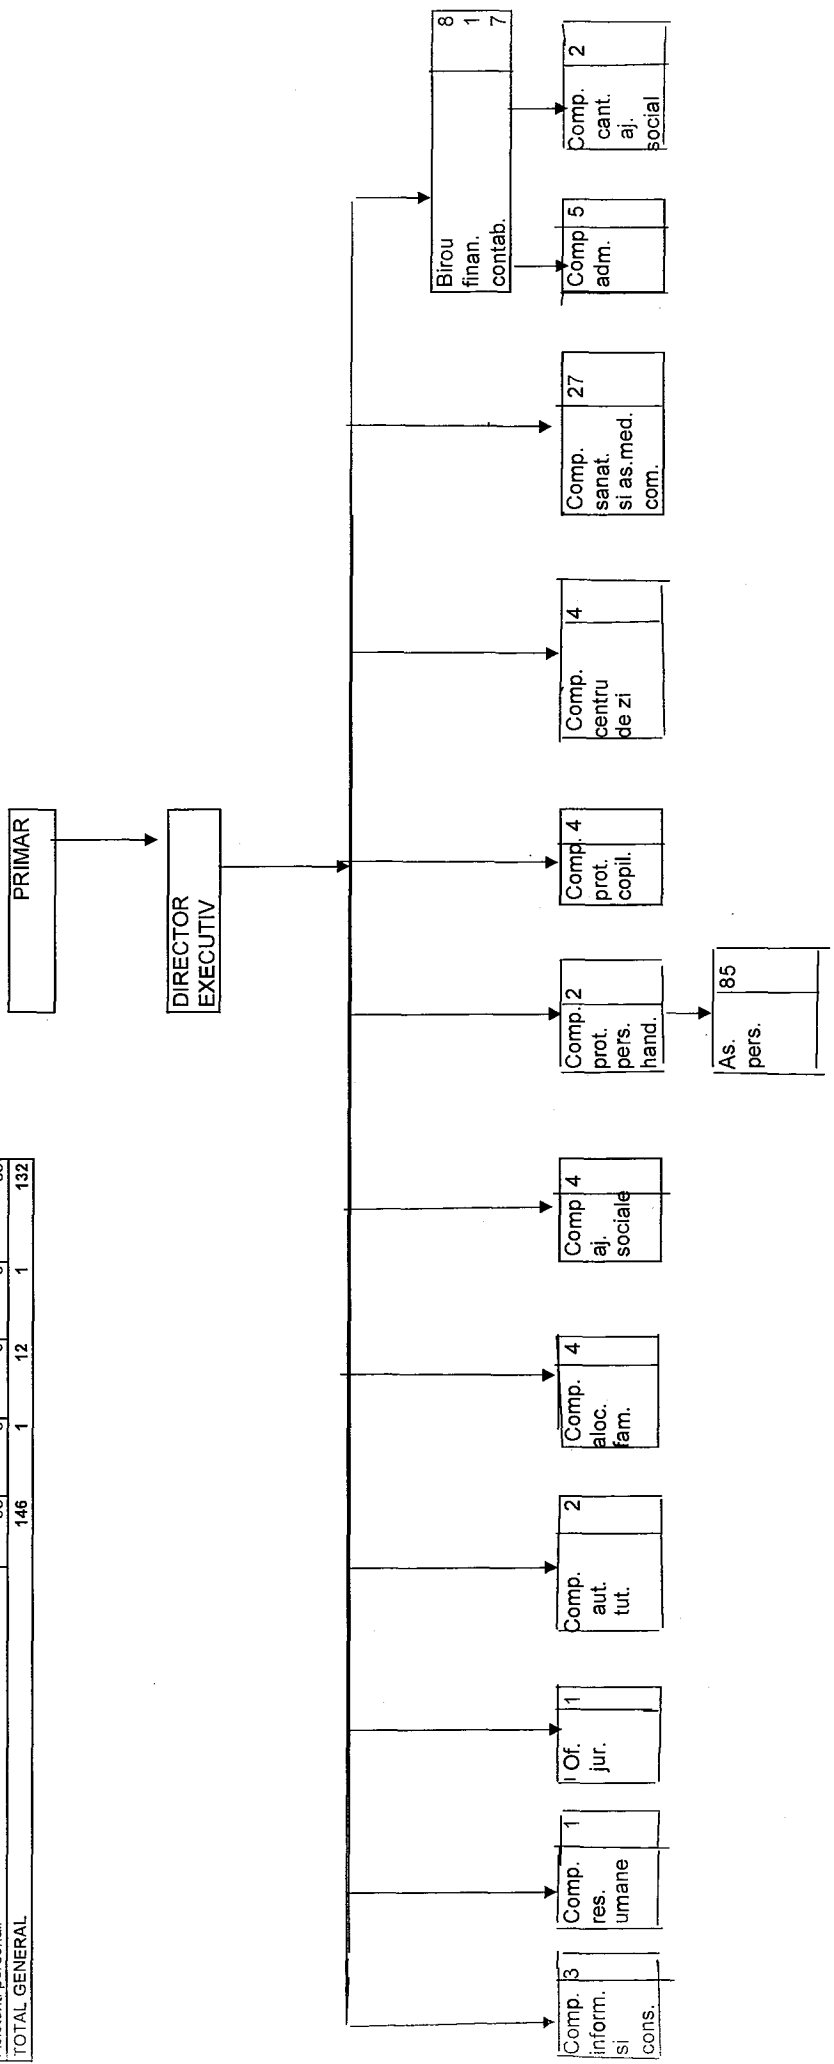 TOTAL GENERAL 146 1 12 1 132
PRIMAR
DIRECTOR
EXECUTIV
Comp. 3
inform.
si
cons.
Comp. 1
res.
umane
Of. 1
jur.
Comp. 2
aut.
tut.
Comp. 4
aloc.
fam.
Comp 4
aj.
sociale
Comp. 2
prot.
pers.
hand.
As. 85
pers.
Comp. 4
prot.
copil.
Comp. 4
centru
de zi
Comp. 27
sanat.
si as.med.
com.
Birou 8
finan. 1
contab. 7
Comp 5
adm.
Comp. 2
cant.
aj.
social